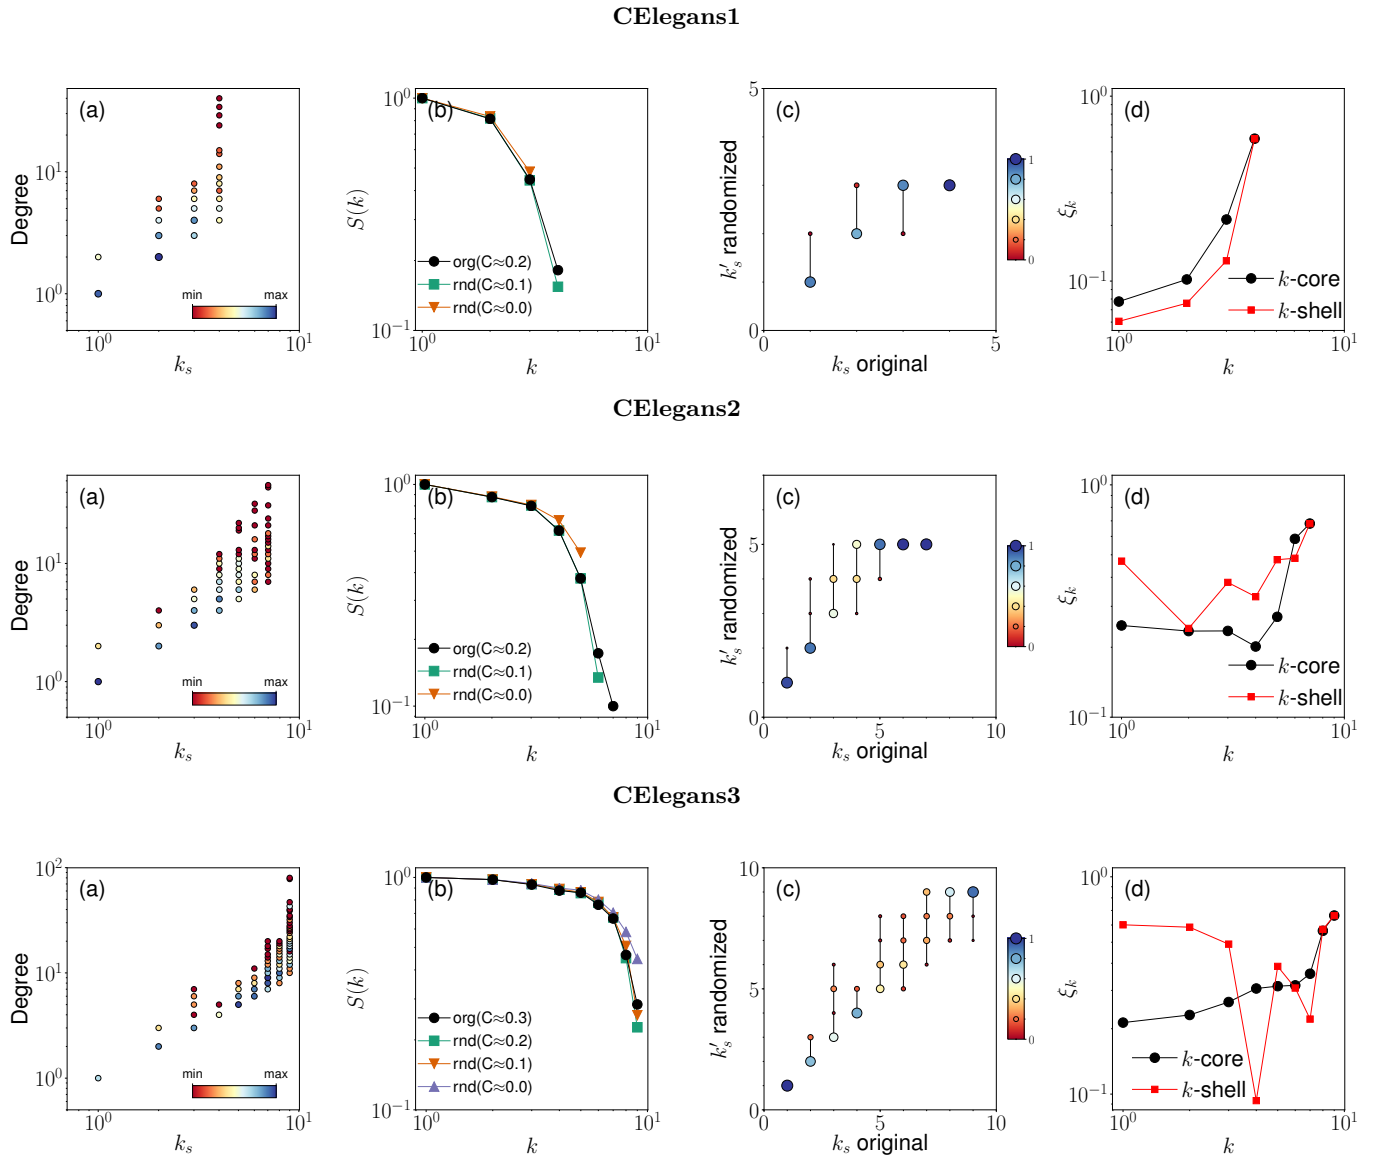 CElegans1
(a)
Degree
10^1
10^0
min max
10^0 10^1
k_s
(b)
S(k)
10^0
10^-1
org(C≈0.2)
rnd(C≈0.1)
rnd(C≈0.0)
10^0 10^1
k
(c)
k'_s randomized
5
0
0 5
k_s original
1
0
(d)
ξ_k
10^-1
k-core
k-shell
10^0 10^1
k
CElegans2
(a)
Degree
10^1
10^0
min max
10^0 10^1
k_s
(b)
S(k)
10^0
10^-1
org(C≈0.2)
rnd(C≈0.1)
rnd(C≈0.0)
10^0 10^1
k
(c)
k'_s randomized
5
0
0 5 10
k_s original
1
0
(d)
ξ_k
10^0
10^-1
k-core
k-shell
10^0 10^1
k
CElegans3
(a)
Degree
10^2
10^1
10^0
min max
10^0 10^1
k_s
(b)
S(k)
10^0
10^-1
org(C≈0.3)
rnd(C≈0.2)
rnd(C≈0.1)
rnd(C≈0.0)
10^0 10^1
k
(c)
k'_s randomized
10
5
0
0 5 10
k_s original
1
0
(d)
ξ_k
10^0
10^-1
k-core
k-shell
10^0 10^1
k